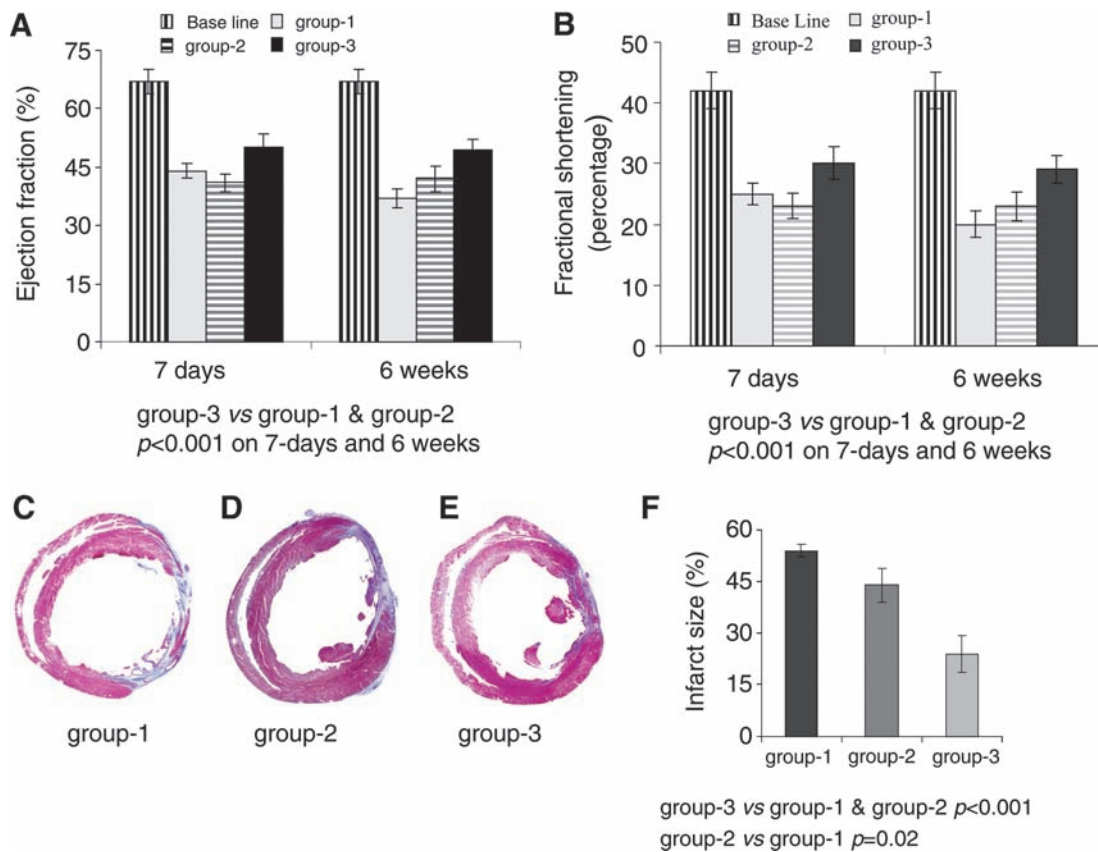 A
Base line
group-1
group-2
group-3
75
60
45
30
15
0
Ejection fraction (%)
7 days
6 weeks
group-3 vs group-1 & group-2
p<0.001 on 7-days and 6 weeks
B
Base Line
group-1
group-2
group-3
50
40
30
20
10
0
Fractional shortening
(percentage)
7 days
6 weeks
group-3 vs group-1 & group-2
p<0.001 on 7-days and 6 weeks
C
group-1
D
group-2
E
group-3
F
60
45
30
15
0
Infarct size (%)
group-1
group-2
group-3
group-3 vs group-1 & group-2 p<0.001
group-2 vs group-1 p=0.02